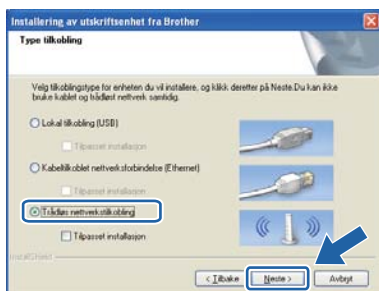 Installering av utskriftsenhet fra Brother
Type tilkobling
Velg tilkoblingstype for enheten du vil installere, og klikk deretter på Neste.Du kan ikke
bruke kablet og trådløst nettverk samtidig.
Lokal tilkobling (USB)
Tilpasset installasjon
Kabeltilkoblet nettverksforbindelse (Ethernet)
Tilpasset installasjon
Trådløs nettverkstilkobling
Tilpasset installasjon
InstallShield
< Tilbake
Neste >
Avbryt